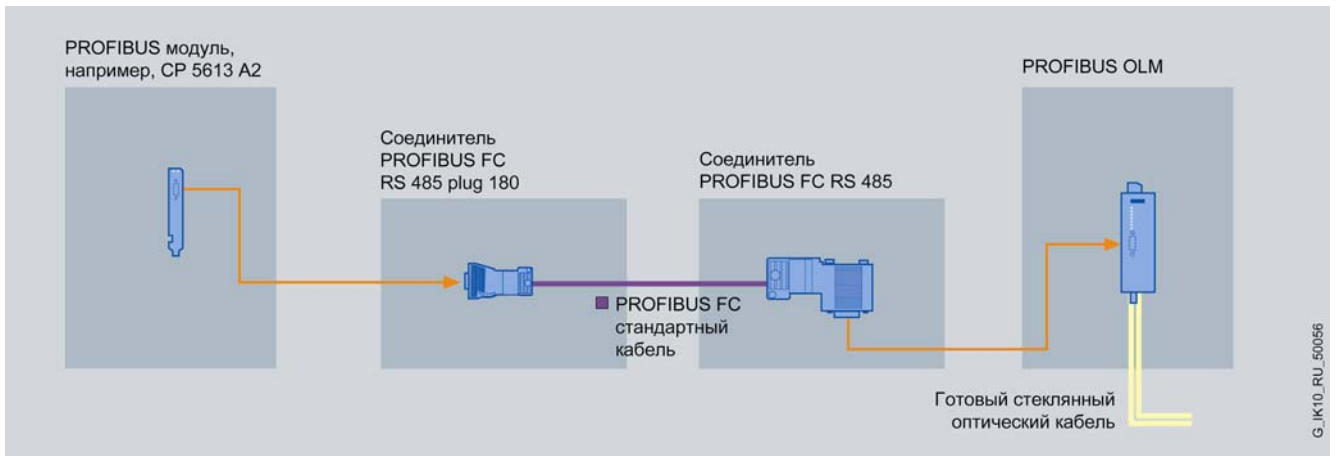 PROFIBUS модуль,
например, CP 5613 A2
Соединитель
PROFIBUS FC
RS 485 plug 180
Соединитель
PROFIBUS FC RS 485
PROFIBUS OLM
PROFIBUS FC
стандартный
кабель
Готовый стеклянный
оптический кабель
G_IK10_RU_50056